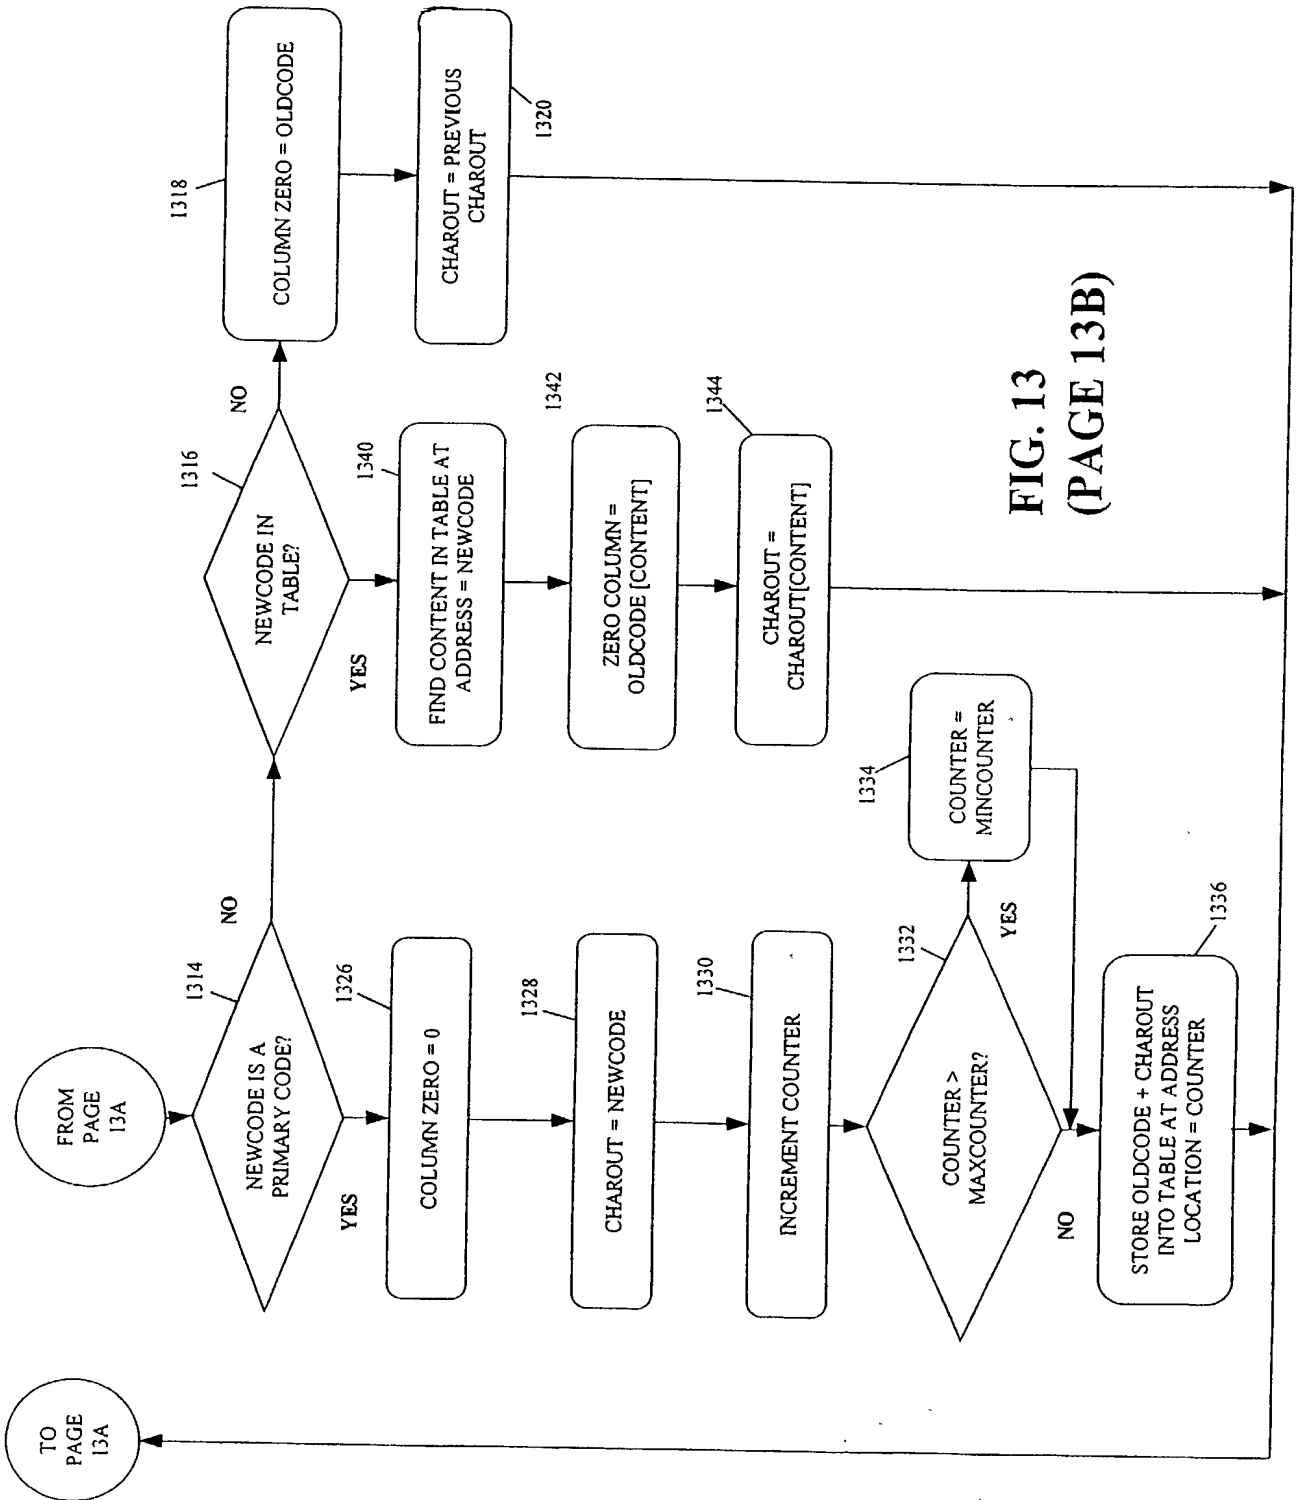 TO
PAGE
13A
FROM
PAGE
13A
1314
NEWCODE IS A
PRIMARY CODE?
NO
YES
1316
NEWCODE IN
TABLE?
NO
YES
1318
COLUMN ZERO = OLDCODE
CHAROUT = PREVIOUS
CHAROUT
1320
1326
COLUMN ZERO = 0
1328
CHAROUT = NEWCODE
1330
INCREMENT COUNTER
1332
COUNTER >
MAXCOUNTER?
YES
NO
1334
COUNTER =
MINCOUNTER
1336
STORE OLDCODE + CHAROUT
INTO TABLE AT ADDRESS
LOCATION = COUNTER
1340
FIND CONTENT IN TABLE AT
ADDRESS = NEWCODE
1342
ZERO COLUMN =
OLDCODE [CONTENT]
1344
CHAROUT =
CHAROUT[CONTENT]
FIG. 13
(PAGE 13B)